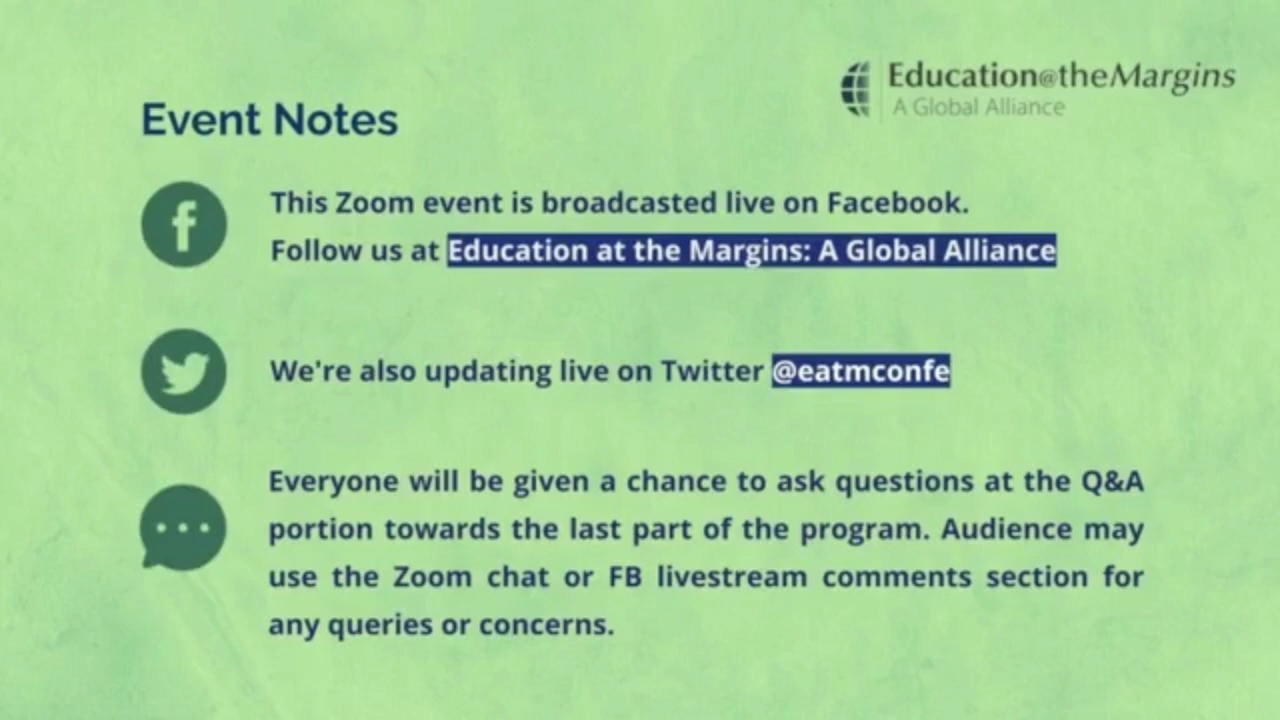 Education@theMargins
A Global Alliance
Event Notes
This Zoom event is broadcasted live on Facebook.
Follow us at Education at the Margins: A Global Alliance
We're also updating live on Twitter @eatmconfe
Everyone will be given a chance to ask questions at the Q&A
portion towards the last part of the program. Audience may
use the Zoom chat or FB livestream comments section for
any queries or concerns.